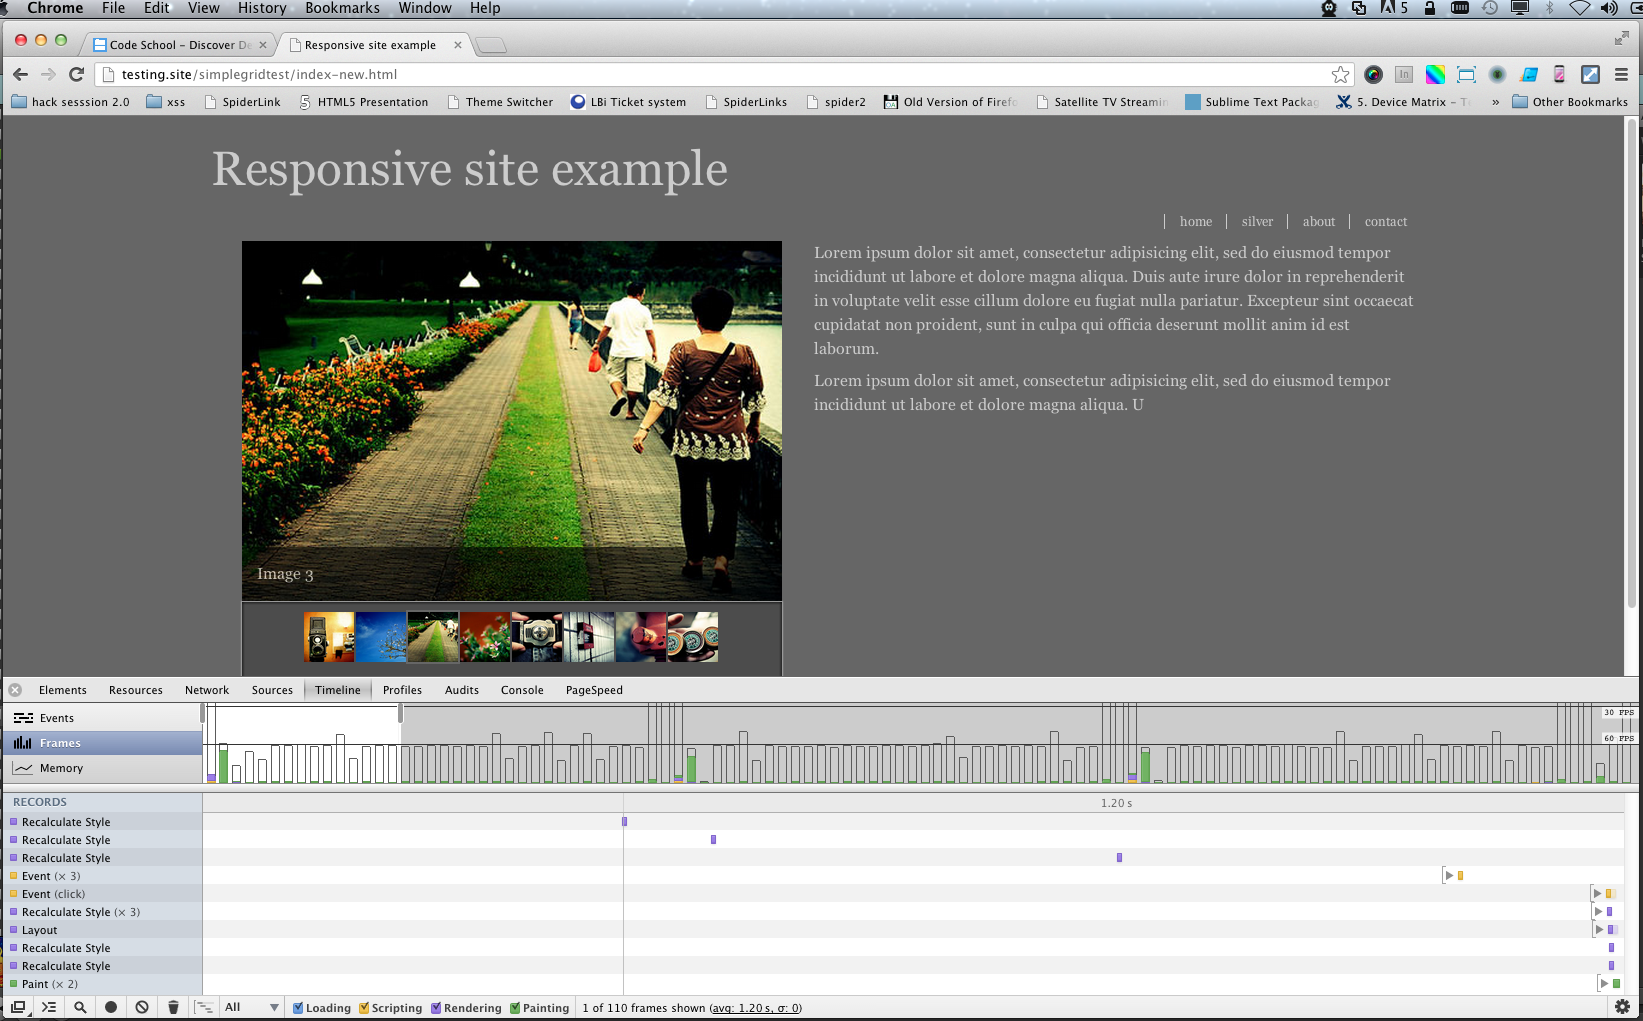 Chrome File Edit View History Bookmarks Window Help 5
Code School – Discover De
Responsive site example
testing.site/simplegridtest/index-new.html
hack sesssion 2.0 xss SpiderLink HTML5 Presentation Theme Switcher LBi Ticket system SpiderLinks spider2 Old Version of Firefo Satellite TV Streamin Sublime Text Packag 5. Device Matrix – Te » Other Bookmarks
Responsive site example
home silver about contact
Lorem ipsum dolor sit amet, consectetur adipisicing elit, sed do eiusmod tempor
incididunt ut labore et dolore magna aliqua. Duis aute irure dolor in reprehenderit
in voluptate velit esse cillum dolore eu fugiat nulla pariatur. Excepteur sint occaecat
cupidatat non proident, sunt in culpa qui officia deserunt mollit anim id est
laborum.
Lorem ipsum dolor sit amet, consectetur adipisicing elit, sed do eiusmod tempor
incididunt ut labore et dolore magna aliqua. U
Image 3
Elements Resources Network Sources Timeline Profiles Audits Console PageSpeed
Events
Frames
Memory
30 FPS
60 FPS
RECORDS
1.20 s
Recalculate Style
Recalculate Style
Recalculate Style
Event (× 3)
Event (click)
Recalculate Style (× 3)
Layout
Recalculate Style
Recalculate Style
Paint (× 2)
All Loading Scripting Rendering Painting 1 of 110 frames shown (avg: 1.20 s, σ: 0)